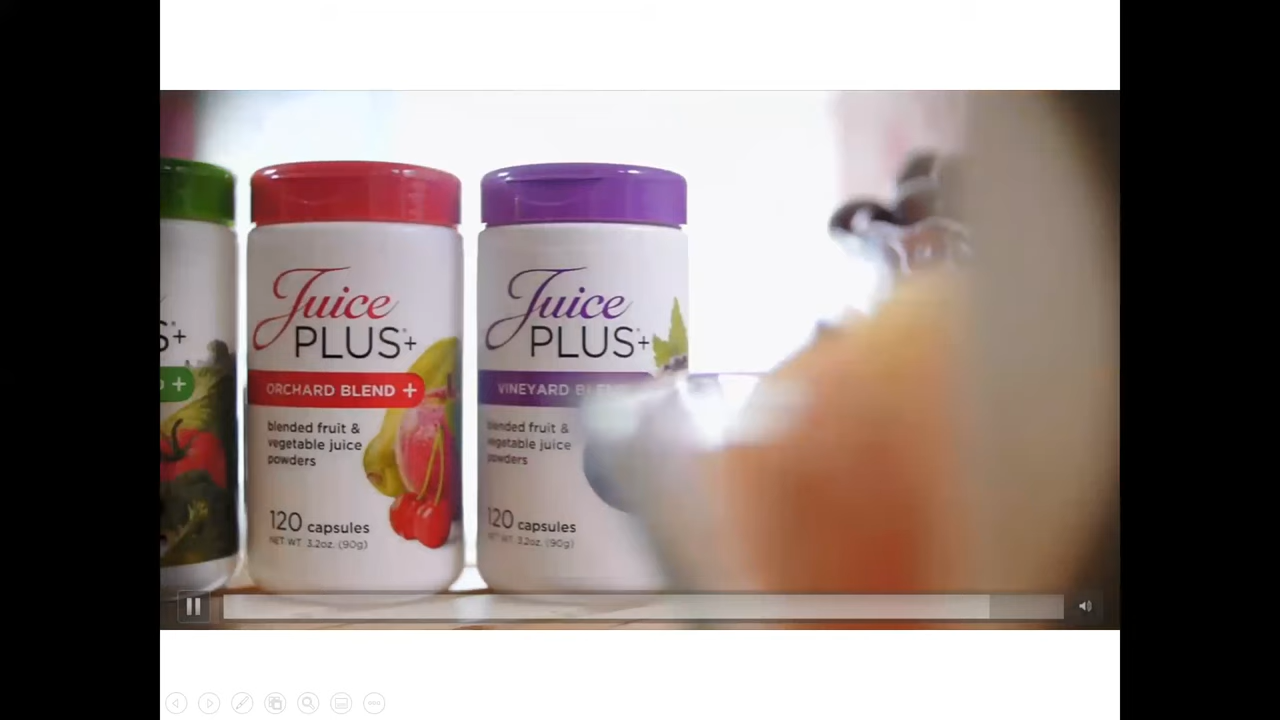 S+
+
Juice
PLUS+
ORCHARD BLEND +
blended fruit &
vegetable juice
powders
120 capsules
NET WT 3.2oz. (90g)
Juice
PLUS+
VINEYARD BLEND
blended fruit &
vegetable juice
powders
120 capsules
NET WT 3.2oz. (90g)